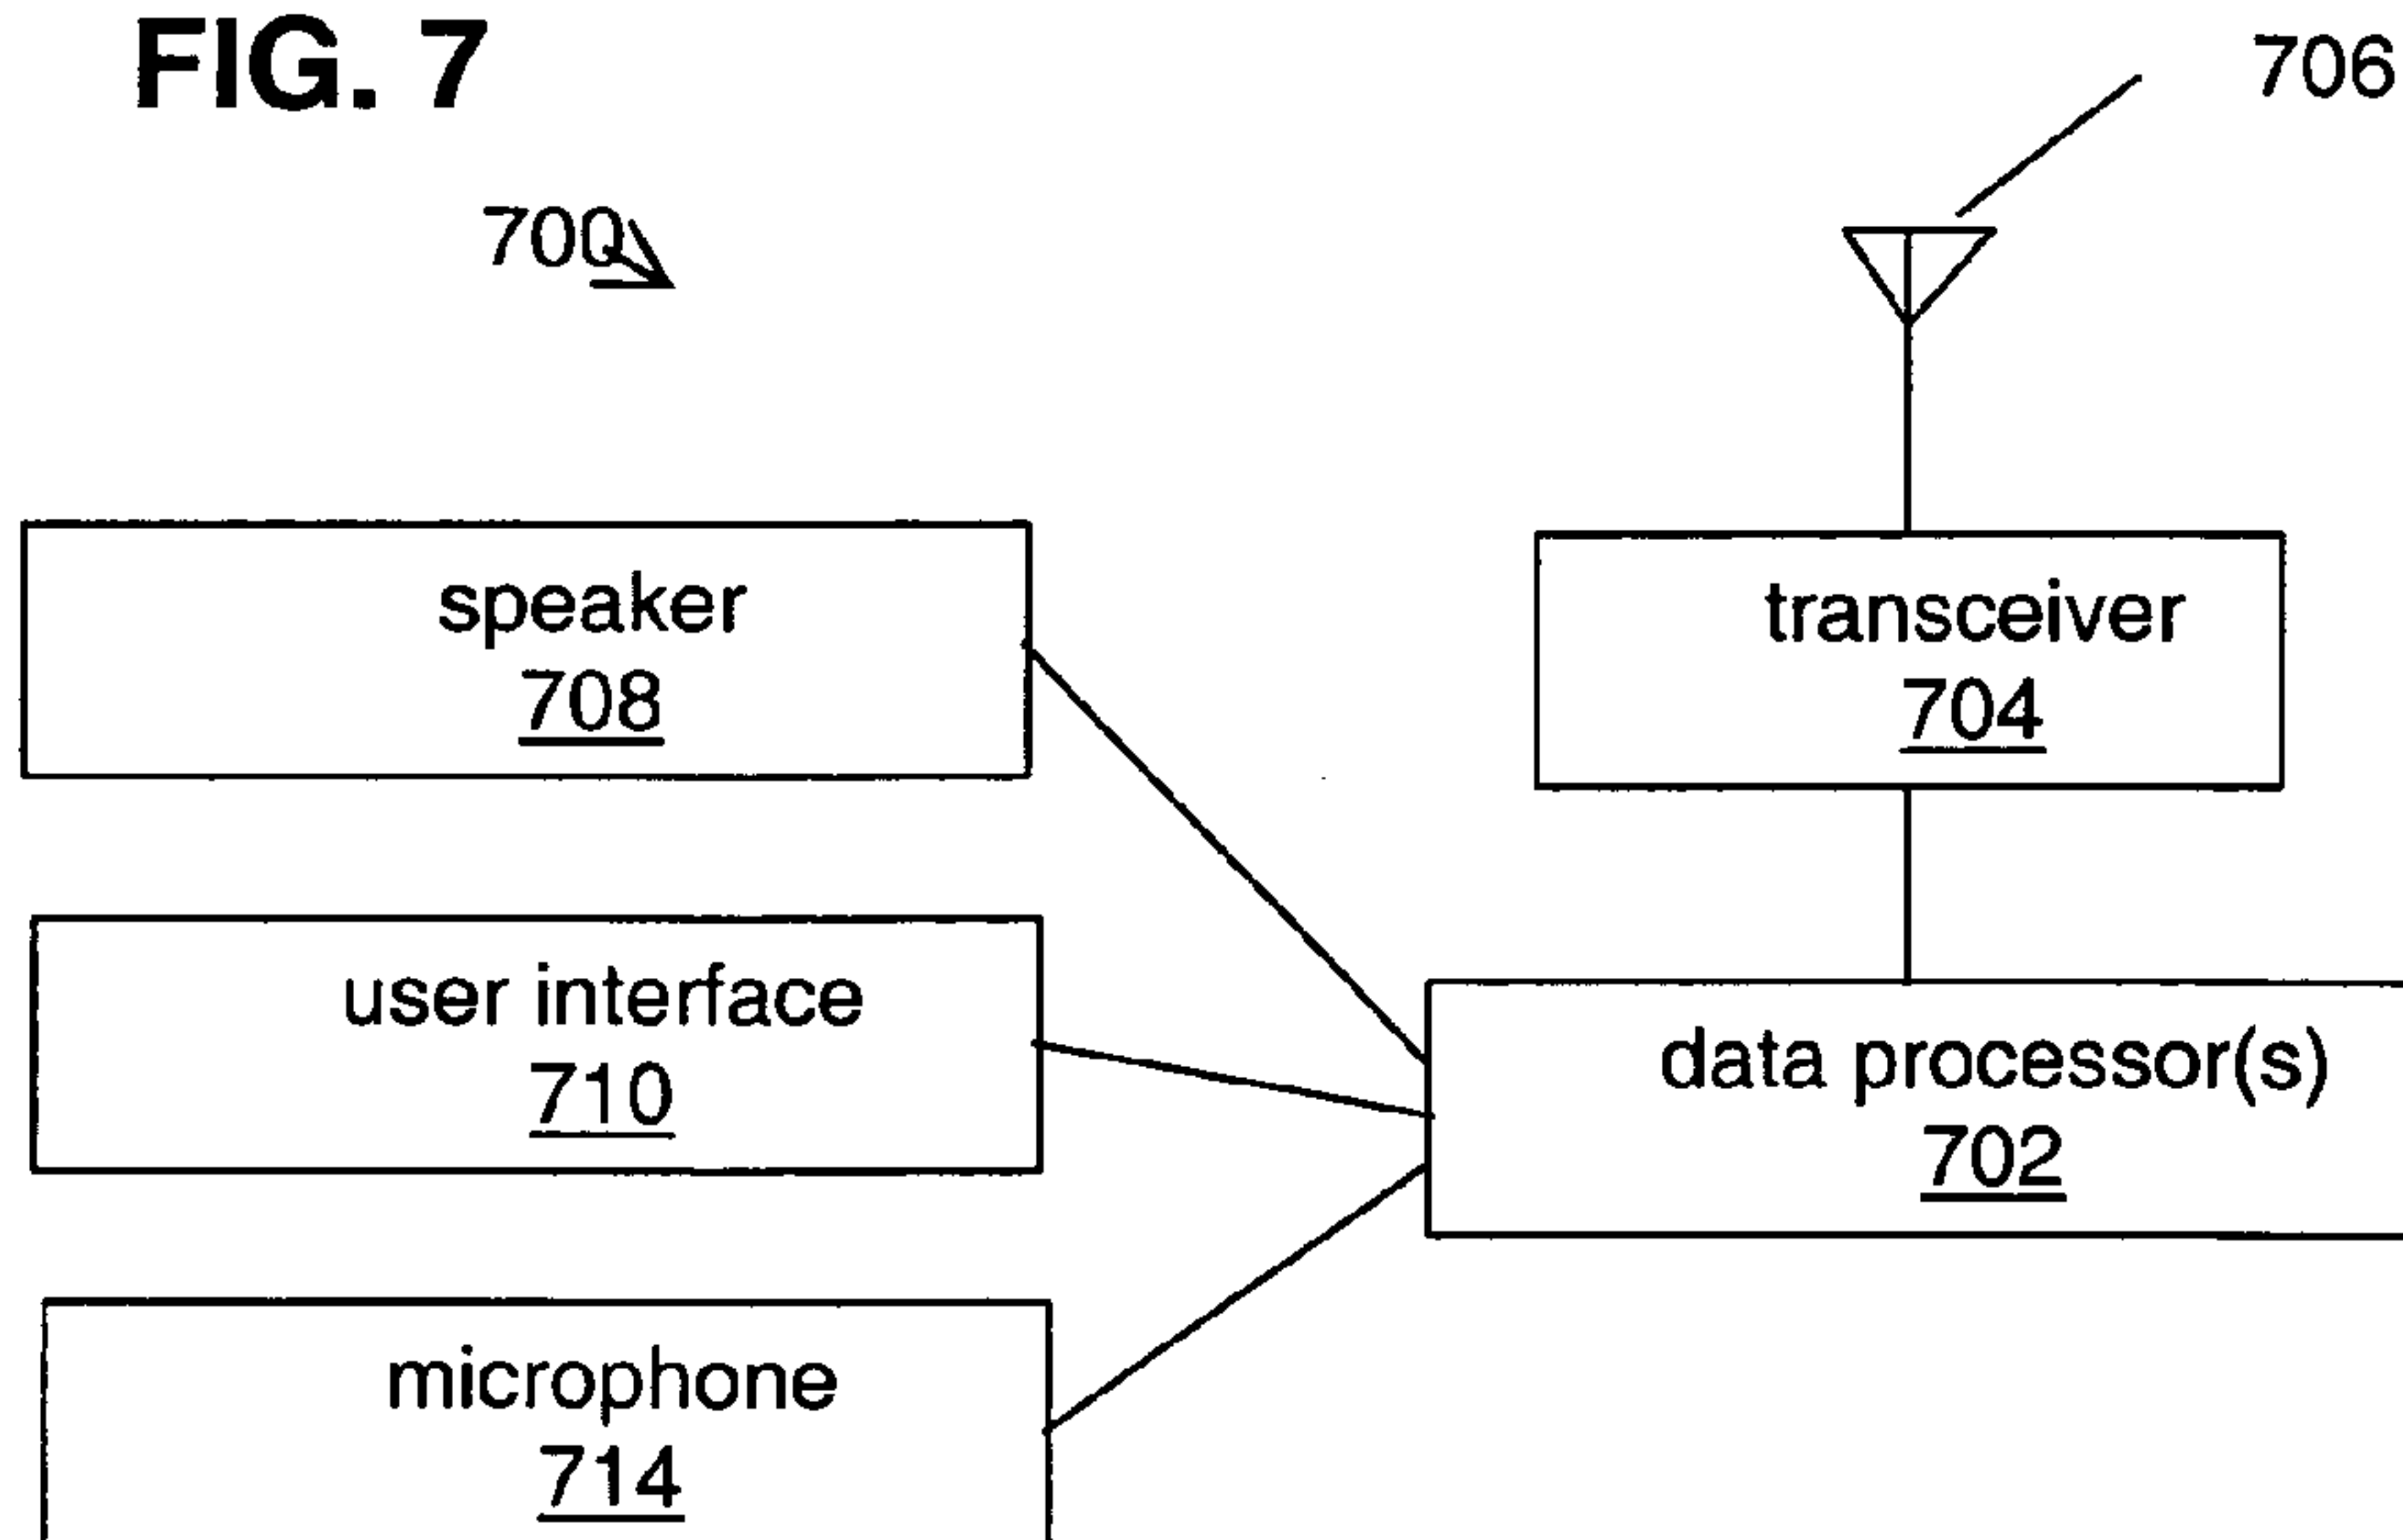 FIG. 7
706
700
speaker
708
transceiver
704
user interface
710
data processor(s)
702
microphone
714